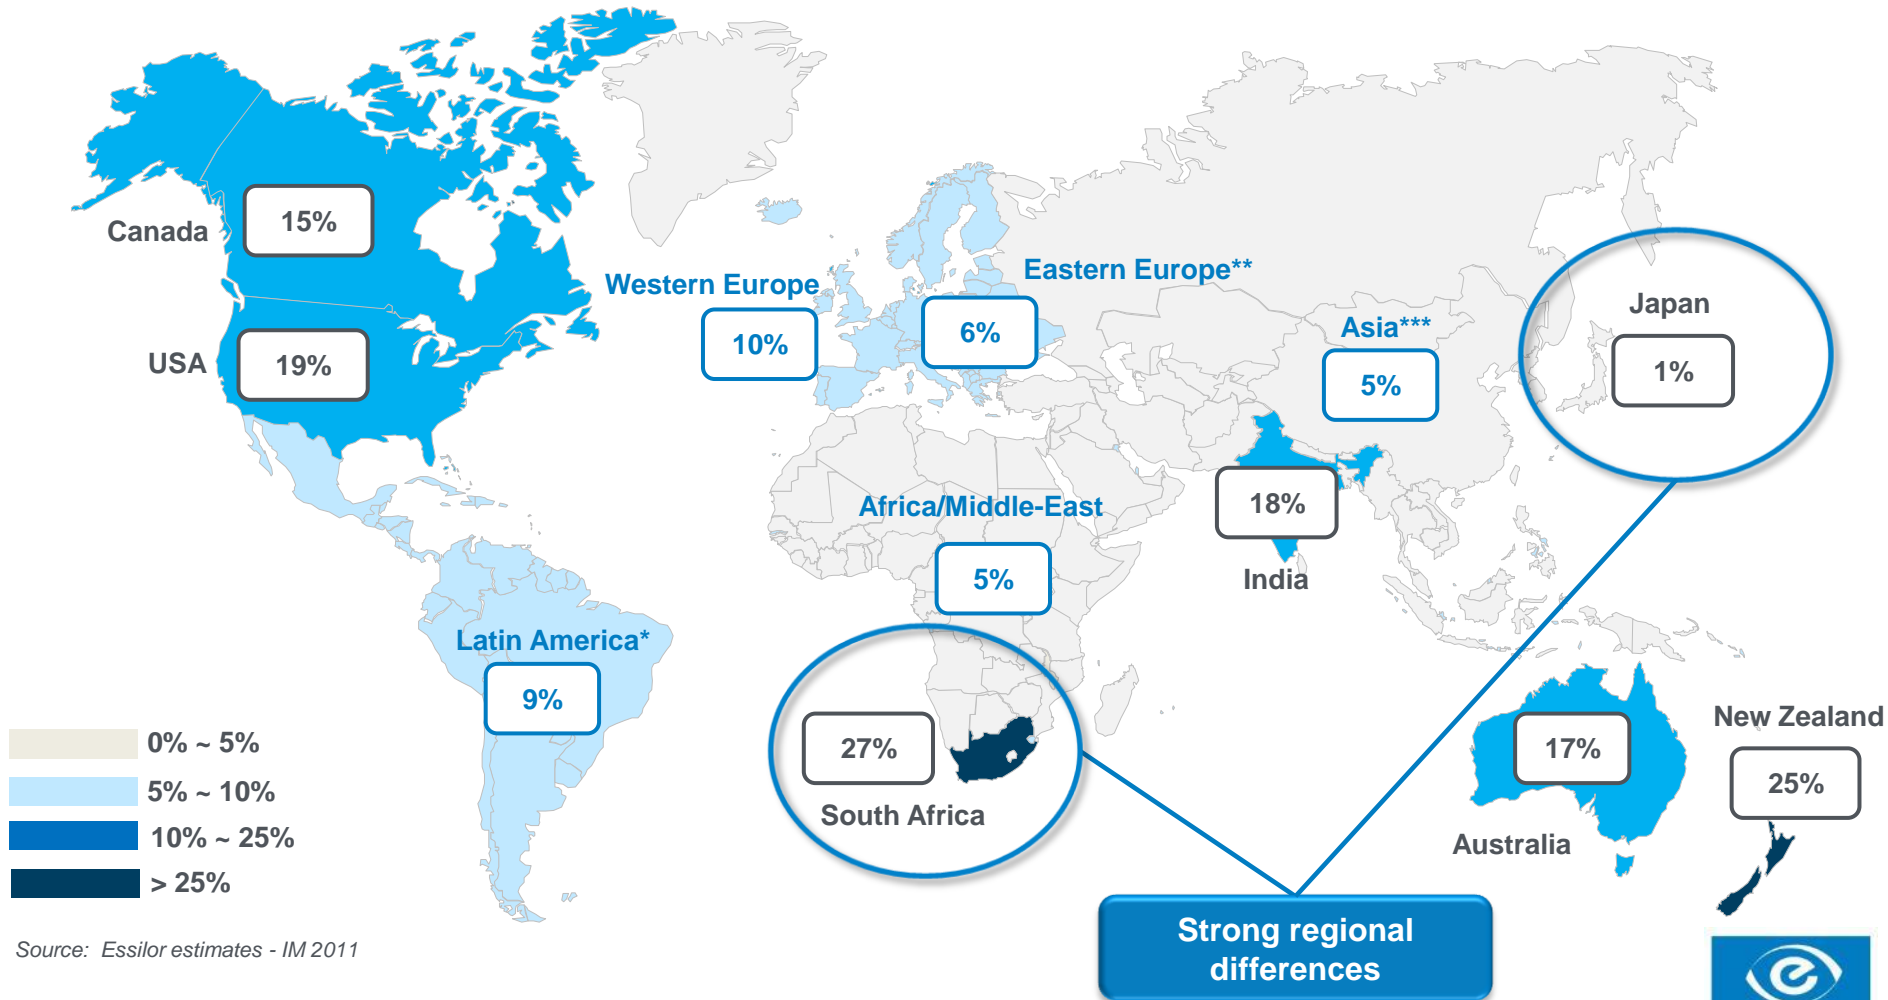 Canada
15%
USA
19%
Western Europe
10%
Eastern Europe**
6%
Asia***
5%
Japan
1%
Africa/Middle-East
5%
18%
India
Latin America*
9%
27%
South Africa
17%
Australia
New Zealand
25%
0% ~ 5%
5% ~ 10%
10% ~ 25%
> 25%
Strong regional
differences
Source: Essilor estimates - IM 2011